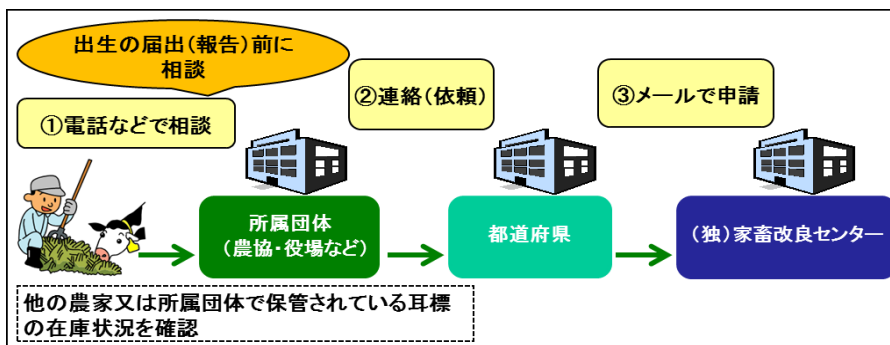 出生の届出(報告)前に
相談
①電話などで相談
②連絡(依頼)
③メールで申請
所属団体
(農協・役場など)
都道府県
(独)家畜改良センター
他の農家又は所属団体で保管されている耳標
の在庫状況を確認